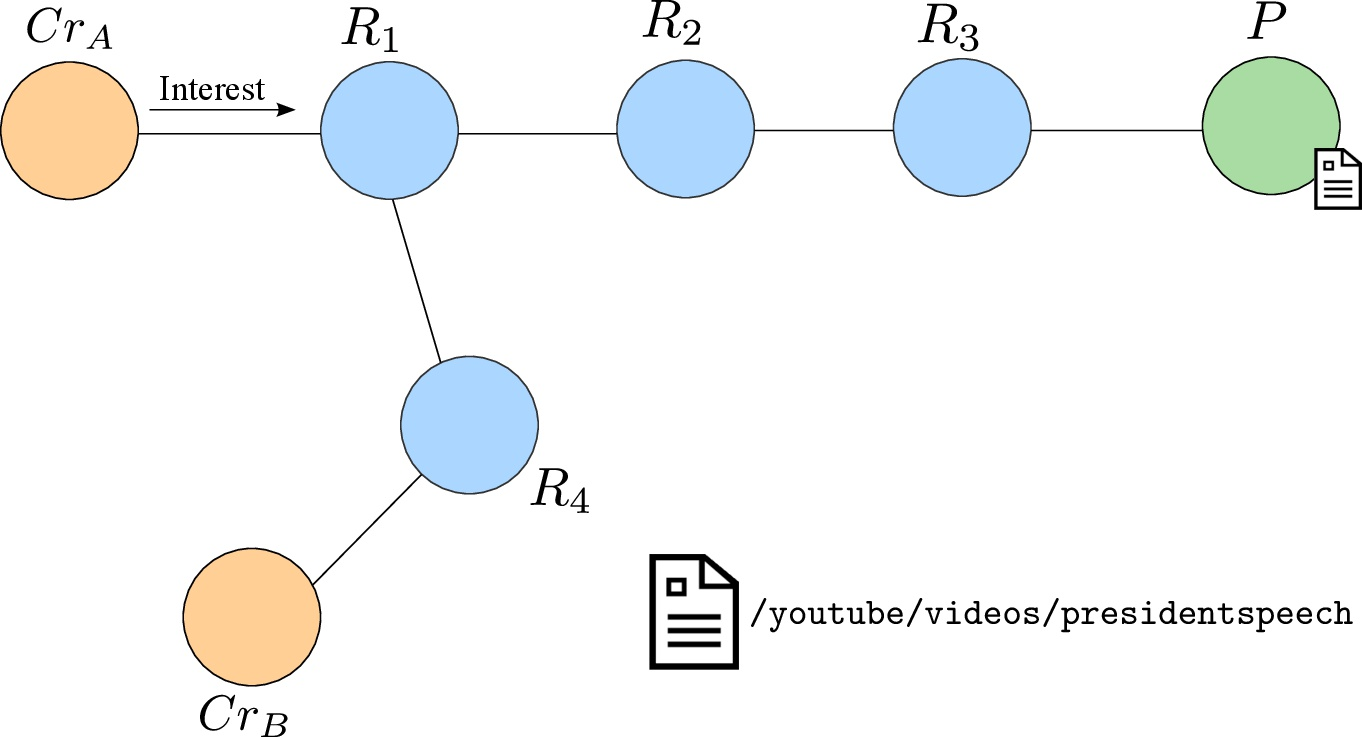 Cr_A
R_1
R_2
R_3
P
Interest
R_4
/youtube/videos/presidentspeech
Cr_B